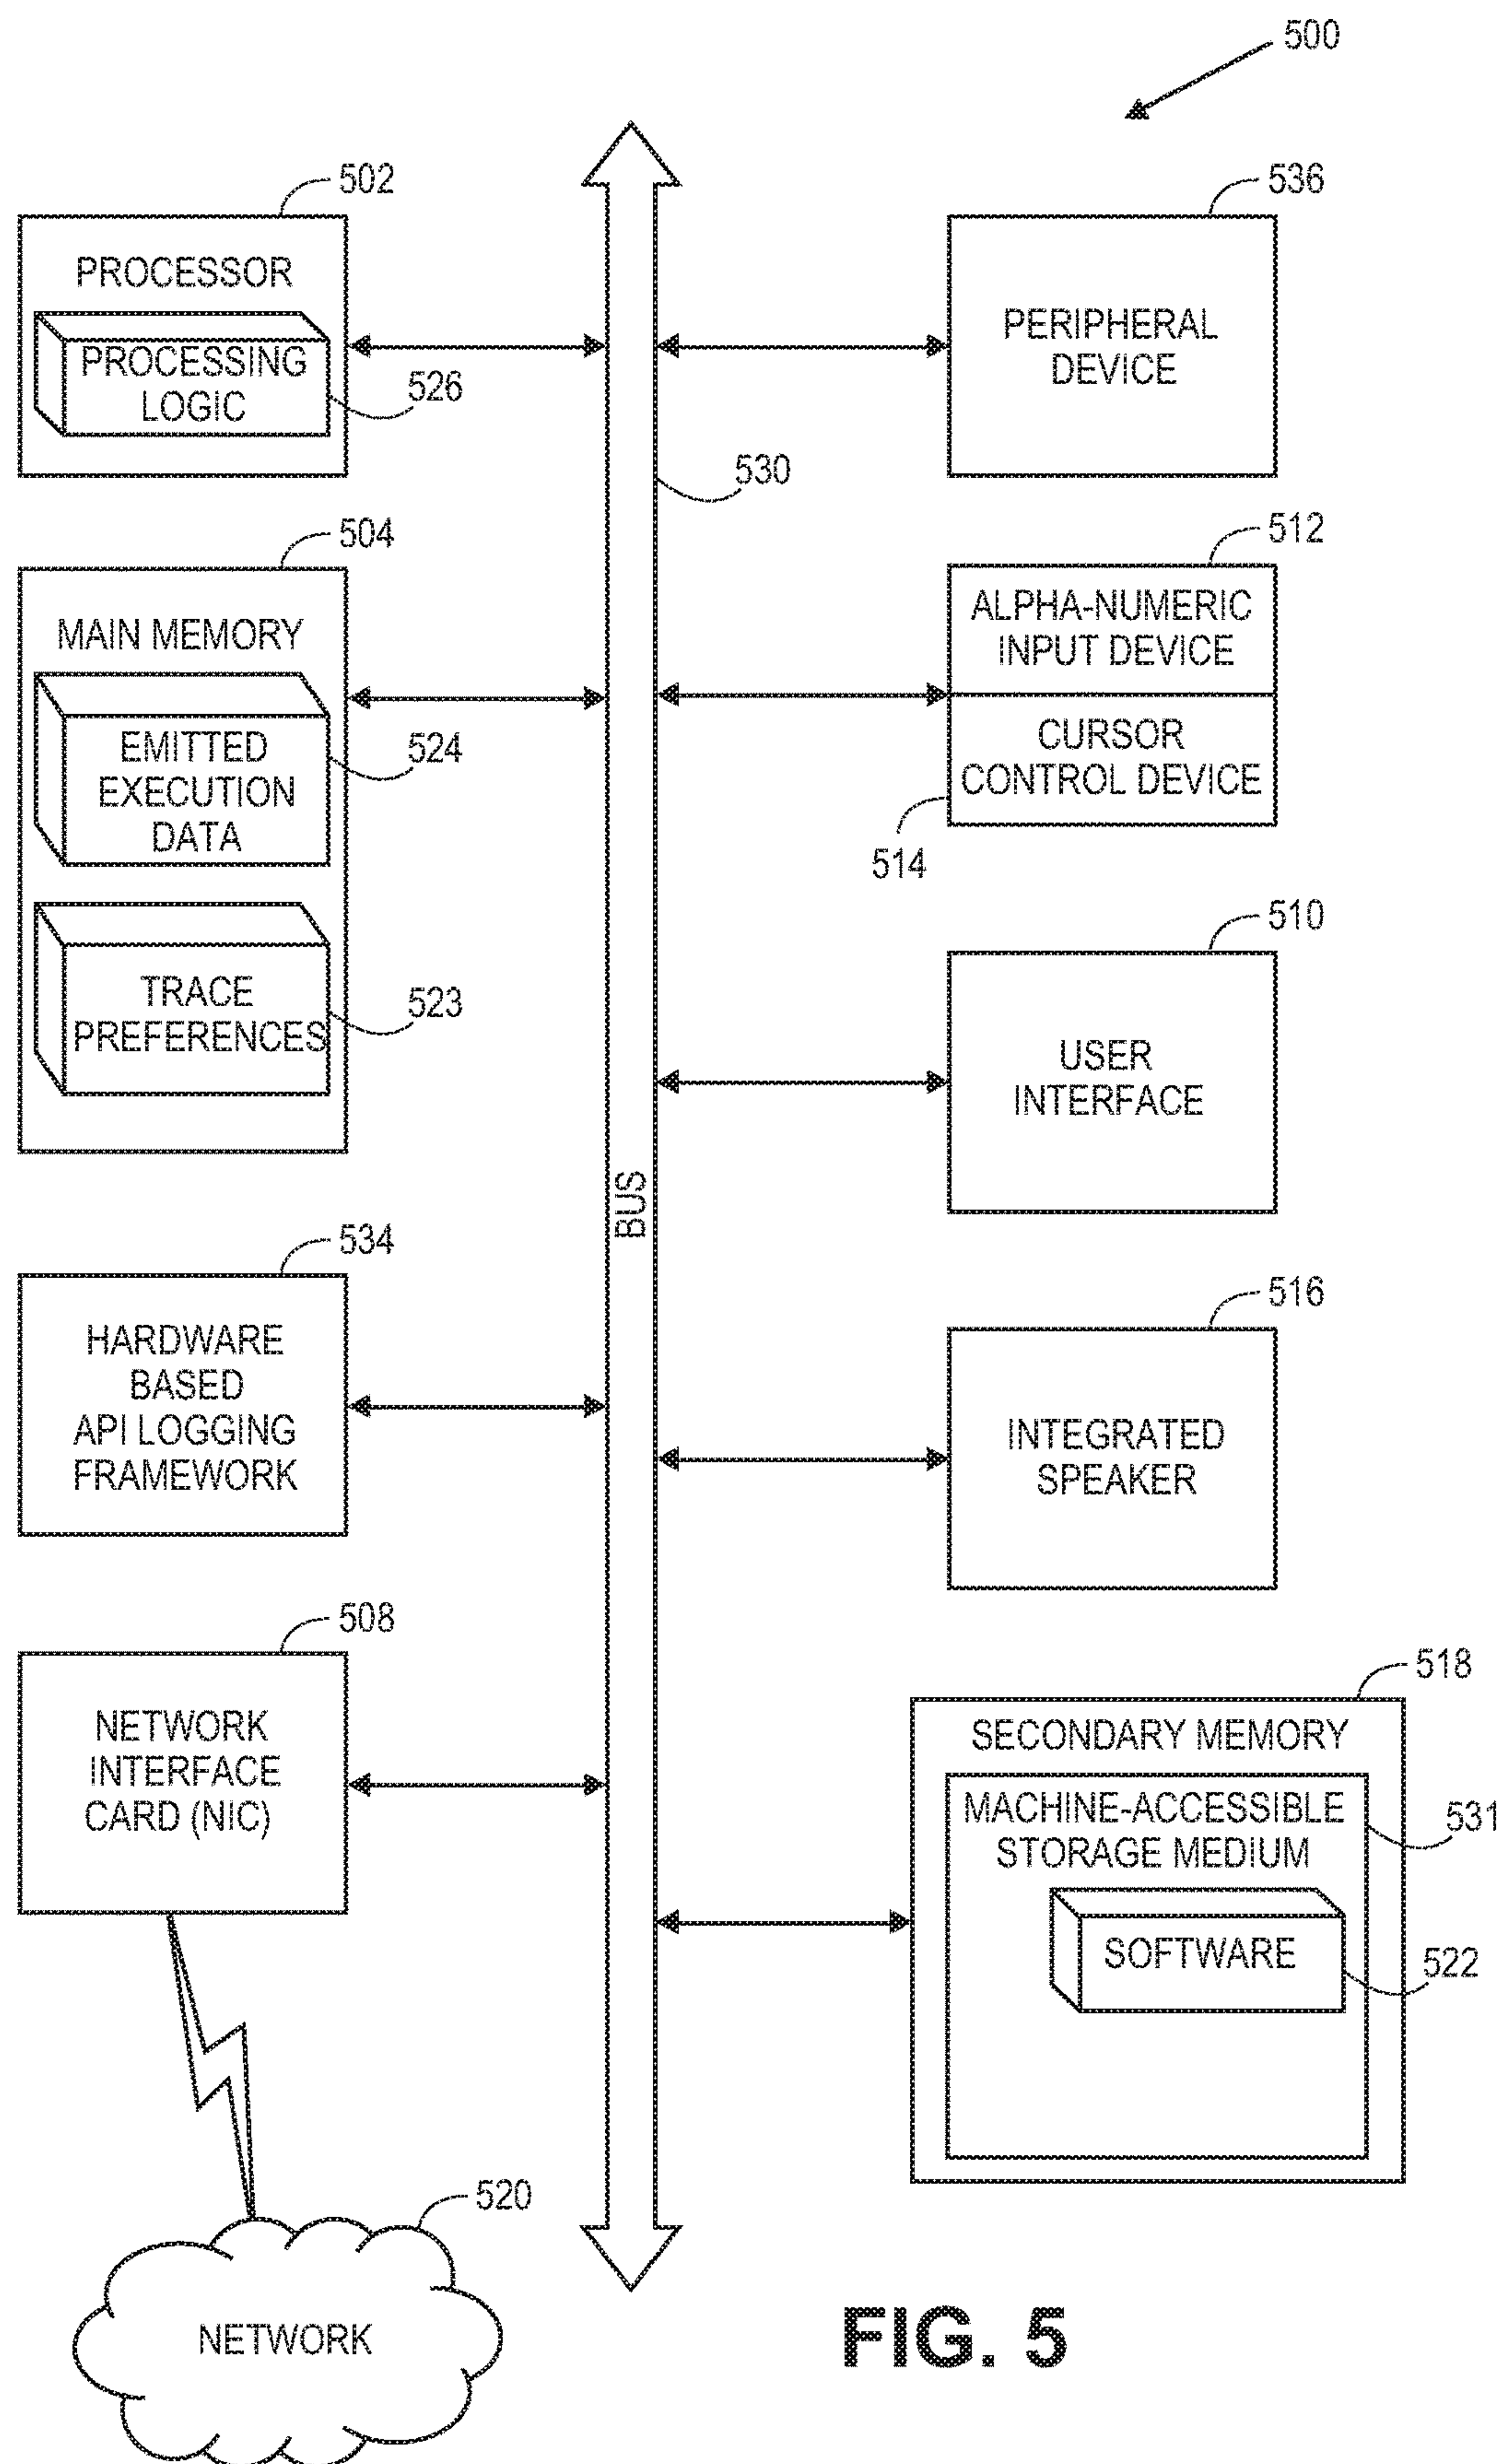 500
502
PROCESSOR
PROCESSING
LOGIC
526
504
MAIN MEMORY
EMITTED
EXECUTION
DATA
524
TRACE
PREFERENCES
523
534
HARDWARE
BASED
API LOGGING
FRAMEWORK
508
NETWORK
INTERFACE
CARD (NIC)
520
NETWORK
530
BUS
536
PERIPHERAL
DEVICE
512
ALPHA-NUMERIC
INPUT DEVICE
CURSOR
CONTROL DEVICE
514
510
USER
INTERFACE
516
INTEGRATED
SPEAKER
518
SECONDARY MEMORY
MACHINE-ACCESSIBLE
STORAGE MEDIUM
531
SOFTWARE
522
FIG. 5